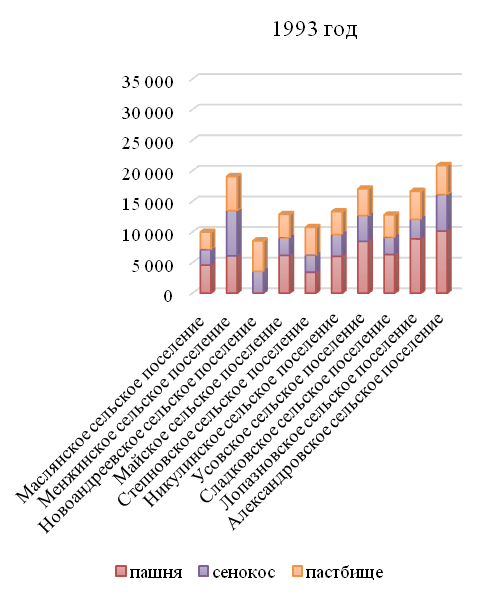 1993 год
35 000
30 000
25 000
20 000
15 000
10 000
5 000
0
Маслянское сельское поселение
Менжинское сельское поселение
Новоандреевское сельское поселение
Майское сельское поселение
Степновское сельское поселение
Никулинское сельское поселение
Усовское сельское поселение
Сладковское сельское поселение
Лопазновское сельское поселение
Александровское сельское поселение
пашня сенокос пастбище